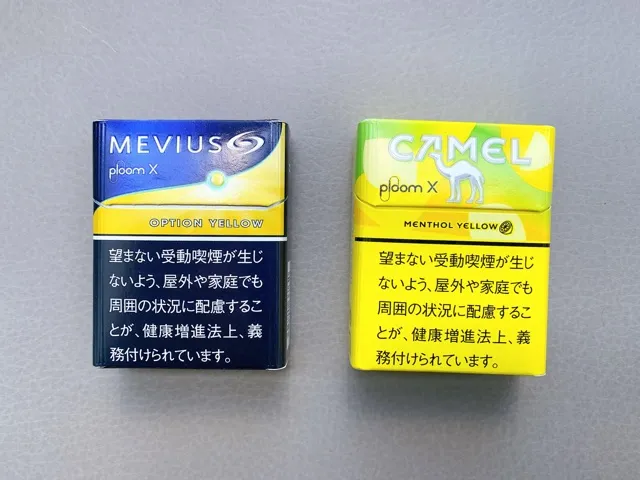 MEVIUS
ploom X
OPTION YELLOW
望まない受動喫煙が生じ
ないよう、屋外や家庭でも
周囲の状況に配慮するこ
とが、健康増進法上、義
務付けられています。
CAMEL
ploom X
MENTHOL YELLOW
望まない受動喫煙が生じ
ないよう、屋外や家庭でも
周囲の状況に配慮するこ
とが、健康増進法上、義
務付けられています。